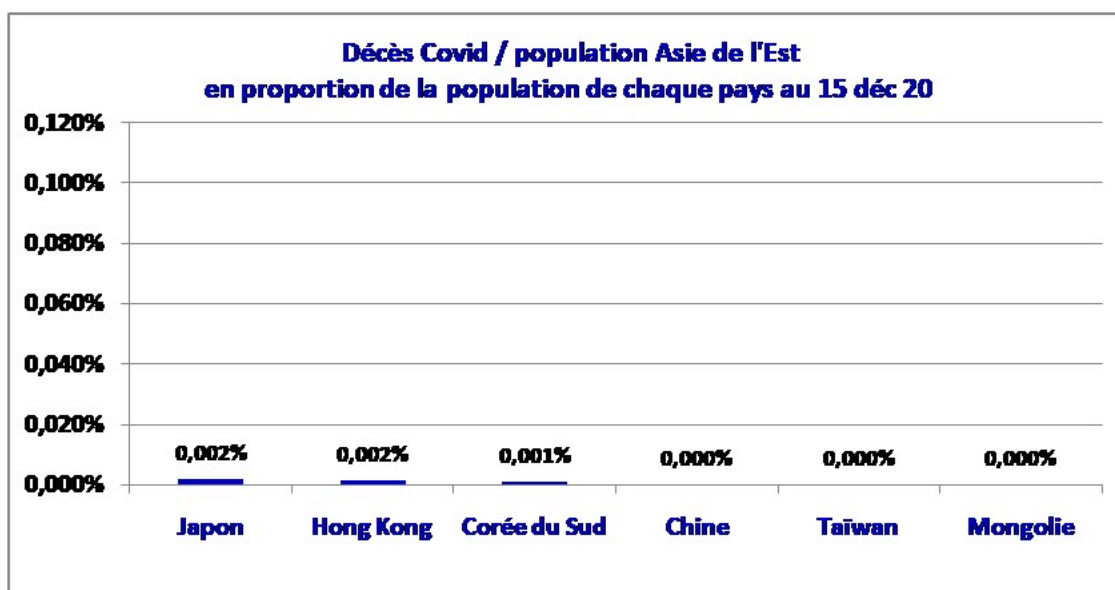 Décès Covid / population Asie de l'Est
en proportion de la population de chaque pays au 15 déc 20
0,120%
0,100%
0,080%
0,060%
0,040%
0,020%
0,000%
0,002% 0,002% 0,001% 0,000% 0,000% 0,000%
Japon Hong Kong Corée du Sud Chine Taïwan Mongolie